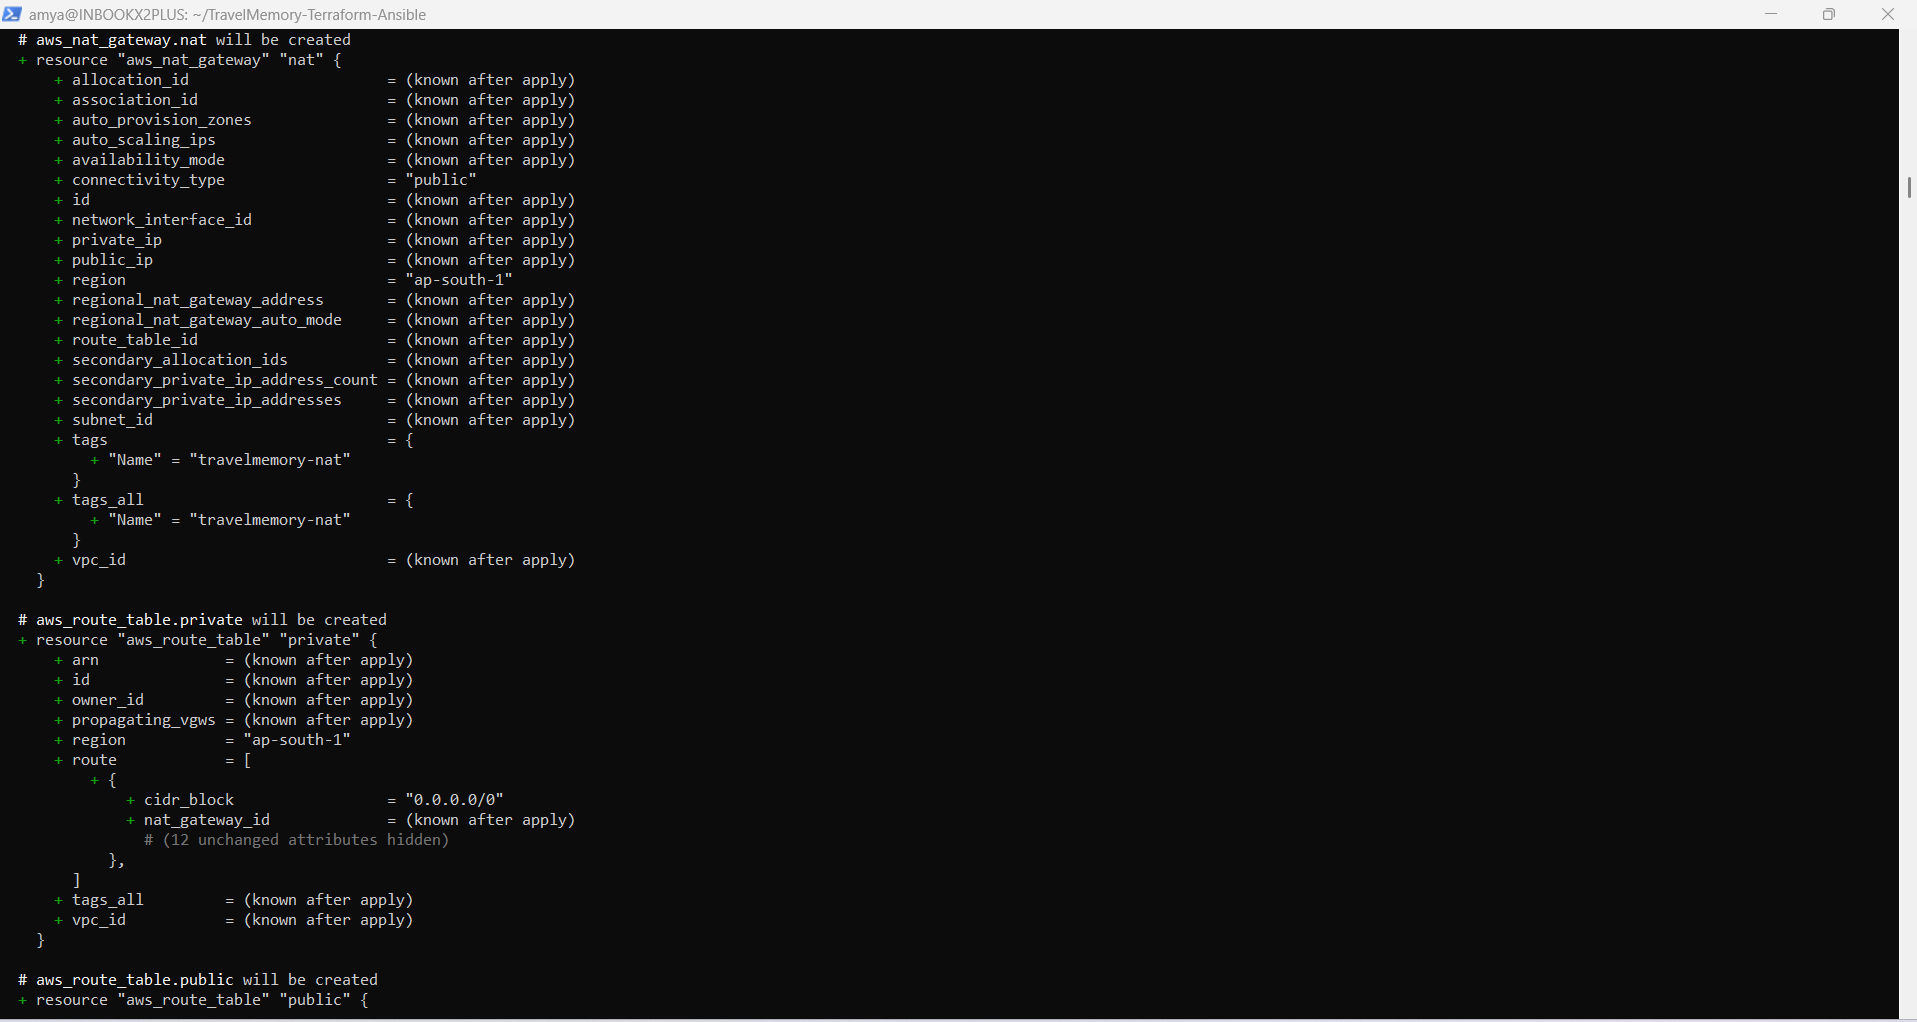 amya@INBOOKX2PLUS: ~/TravelMemory-Terraform-Ansible
# aws_nat_gateway.nat will be created
+ resource "aws_nat_gateway" "nat" {
+ allocation_id = (known after apply)
+ association_id = (known after apply)
+ auto_provision_zones = (known after apply)
+ auto_scaling_ips = (known after apply)
+ availability_mode = (known after apply)
+ connectivity_type = "public"
+ id = (known after apply)
+ network_interface_id = (known after apply)
+ private_ip = (known after apply)
+ public_ip = (known after apply)
+ region = "ap-south-1"
+ regional_nat_gateway_address = (known after apply)
+ regional_nat_gateway_auto_mode = (known after apply)
+ route_table_id = (known after apply)
+ secondary_allocation_ids = (known after apply)
+ secondary_private_ip_address_count = (known after apply)
+ secondary_private_ip_addresses = (known after apply)
+ subnet_id = (known after apply)
+ tags = {
+ "Name" = "travelmemory-nat"
}
+ tags_all = {
+ "Name" = "travelmemory-nat"
}
+ vpc_id = (known after apply)
}
# aws_route_table.private will be created
+ resource "aws_route_table" "private" {
+ arn = (known after apply)
+ id = (known after apply)
+ owner_id = (known after apply)
+ propagating_vgws = (known after apply)
+ region = "ap-south-1"
+ route = [
+ {
+ cidr_block = "0.0.0.0/0"
+ nat_gateway_id = (known after apply)
# (12 unchanged attributes hidden)
},
]
+ tags_all = (known after apply)
+ vpc_id = (known after apply)
}
# aws_route_table.public will be created
+ resource "aws_route_table" "public" {